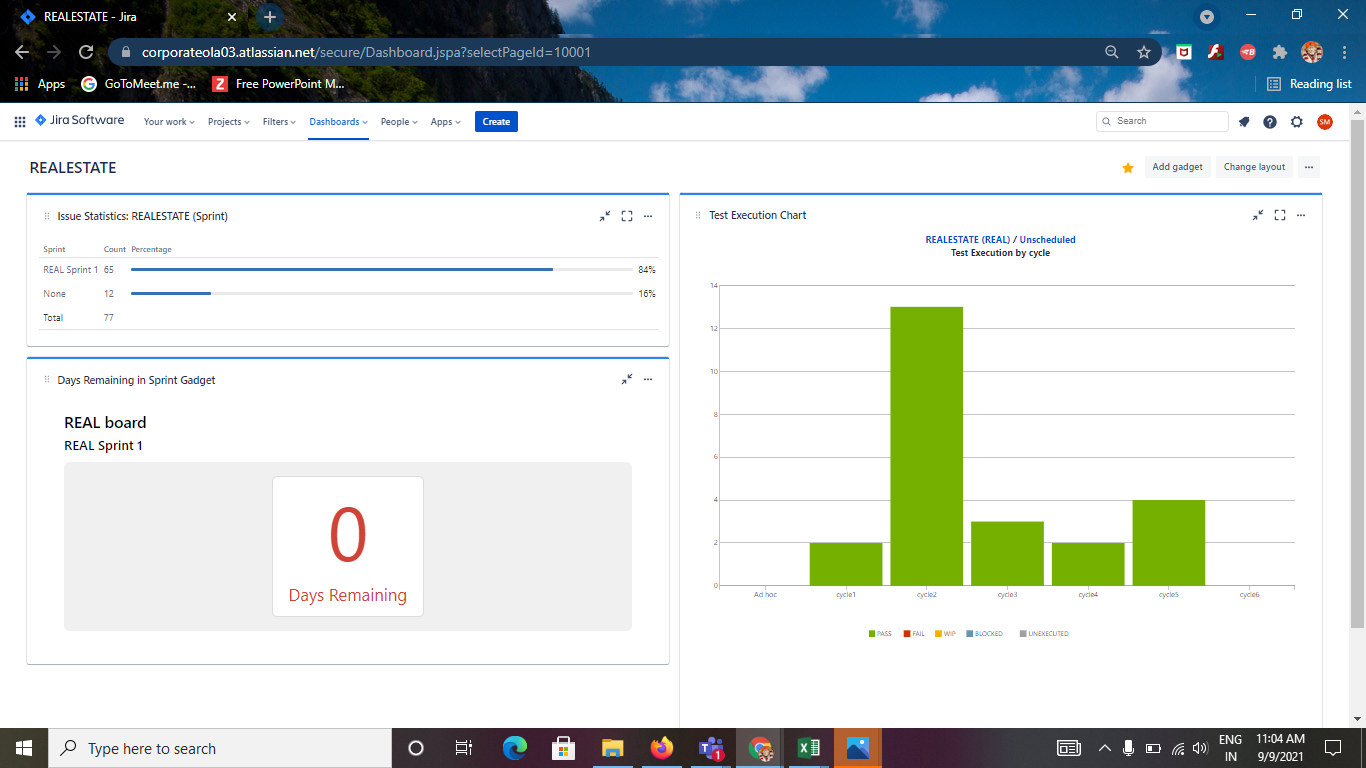 REALESTATE - Jira
corporateola03.atlassian.net/secure/Dashboard.jspa?selectPageId=10001
Apps GoToMeet.me -... Free PowerPoint M... Reading list
Jira Software Your work Projects Filters Dashboards People Apps Create Search SM
REALESTATE Add gadget Change layout
Issue Statistics: REALESTATE (Sprint)
Sprint Count Percentage
REAL Sprint 1 65 84%
None 12 16%
Total 77
Days Remaining in Sprint Gadget
REAL board
REAL Sprint 1
0
Days Remaining
Test Execution Chart
REALESTATE (REAL) / Unscheduled
Test Execution by cycle
14
12
10
8
6
4
2
0
Ad hoc cycle1 cycle2 cycle3 cycle4 cycle5 cycle6
PASS FAIL WIP BLOCKED UNEXECUTED
Type here to search
1
ENG
IN
11:04 AM
9/9/2021